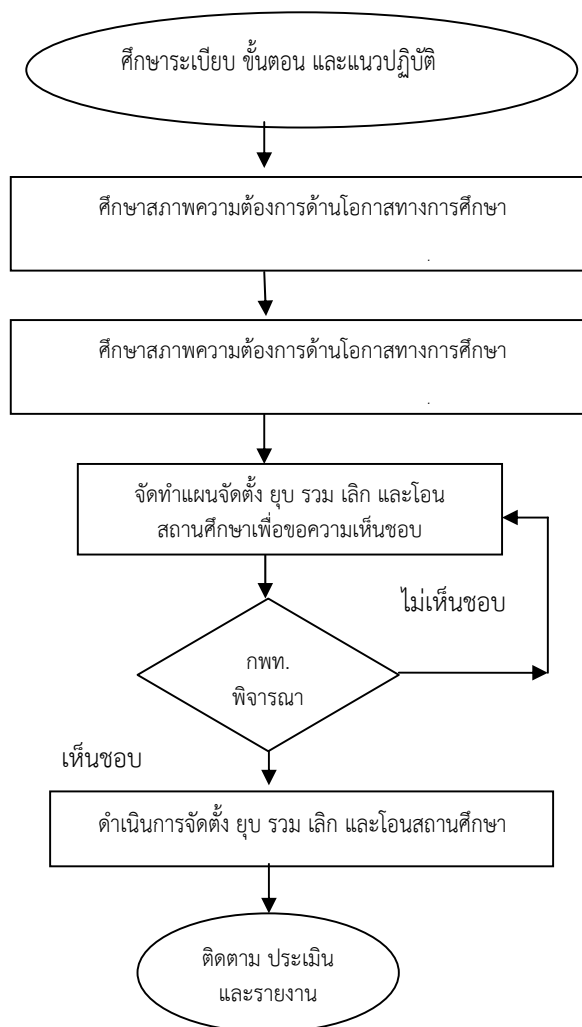 ศึกษาระเบียบ ขั้นตอน และแนวปฏิบัติ
ศึกษาสภาพความต้องการด้านโอกาสทางการศึกษา
.
ศึกษาสภาพความต้องการด้านโอกาสทางการศึกษา
.
จัดทำแผนจัดตั้ง ยุบ รวม เลิก และโอน
สถานศึกษาเพื่อขอความเห็นชอบ
ไม่เห็นชอบ
กพท.
พิจารณา
เห็นชอบ
ดำเนินการจัดตั้ง ยุบ รวม เลิก และโอนสถานศึกษา
ติดตาม ประเมิน
และรายงาน